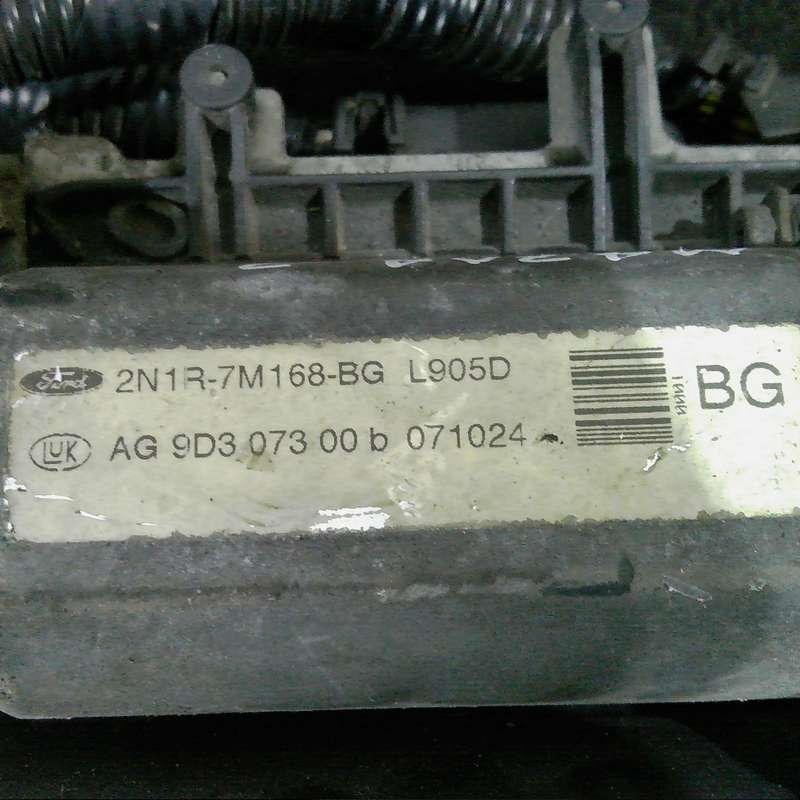 Ford 2N1R-7M168-BG L905D
LUK AG 9D3 073 00 b 071024
BG